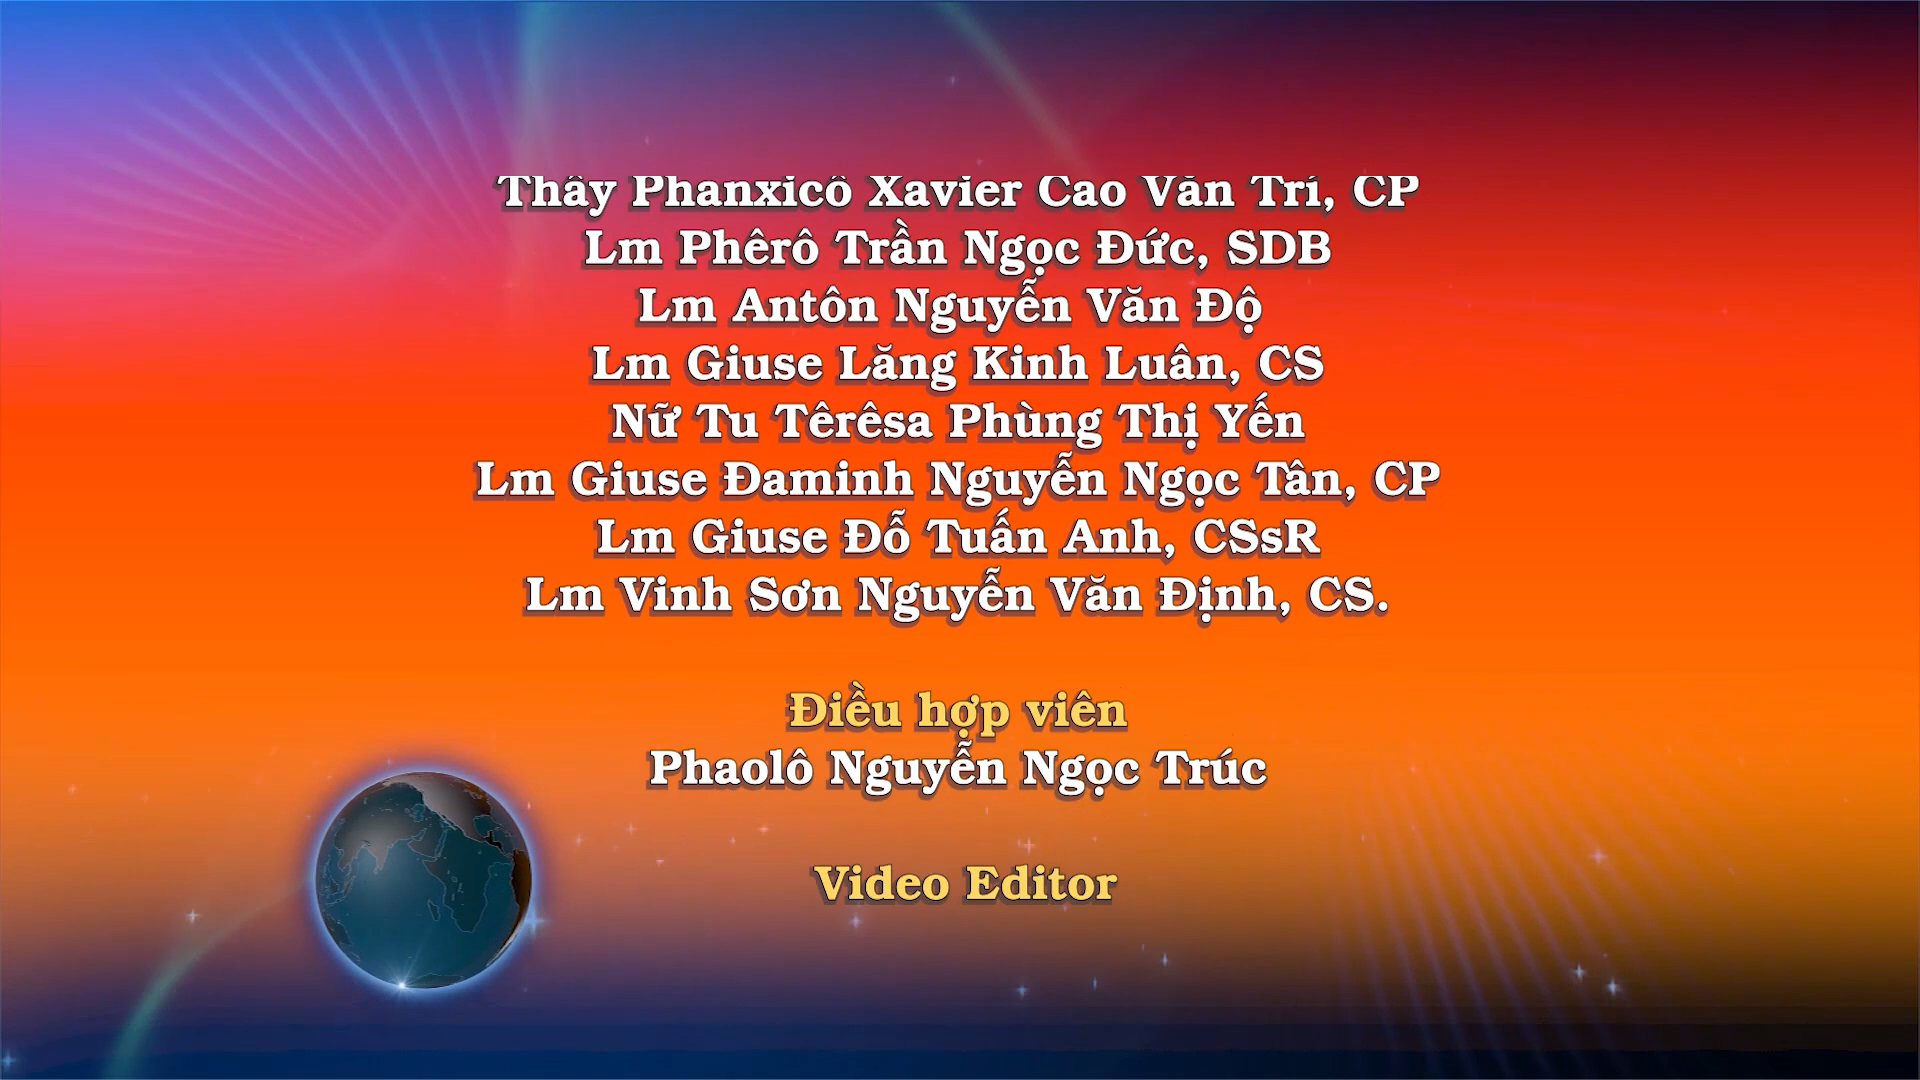 Thầy Phanxicô Xavier Cao Văn Trí, CP
Lm Phêrô Trần Ngọc Đức, SDB
Lm Antôn Nguyễn Văn Độ
Lm Giuse Lăng Kinh Luân, CS
Nữ Tu Têrêsa Phùng Thị Yến
Lm Giuse Đaminh Nguyễn Ngọc Tân, CP
Lm Giuse Đỗ Tuấn Anh, CSsR
Lm Vinh Sơn Nguyễn Văn Định, CS.
Điều hợp viên
Phaolô Nguyễn Ngọc Trúc
Video Editor